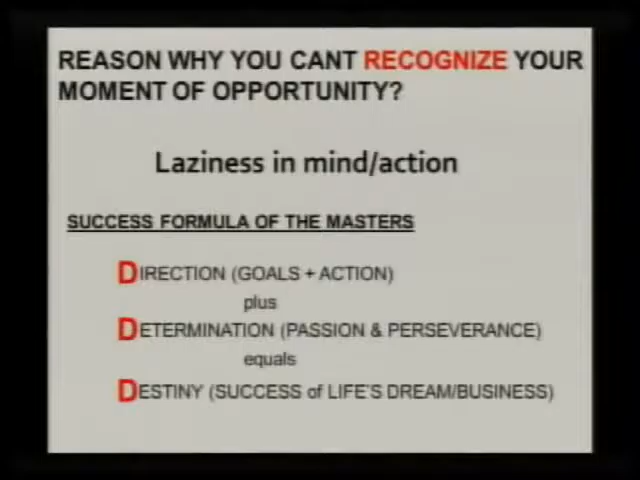 REASON WHY YOU CANT RECOGNIZE YOUR
MOMENT OF OPPORTUNITY?
Laziness in mind/action
SUCCESS FORMULA OF THE MASTERS
DIRECTION (GOALS + ACTION)
plus
DETERMINATION (PASSION & PERSEVERANCE)
equals
DESTINY (SUCCESS of LIFE'S DREAM/BUSINESS)